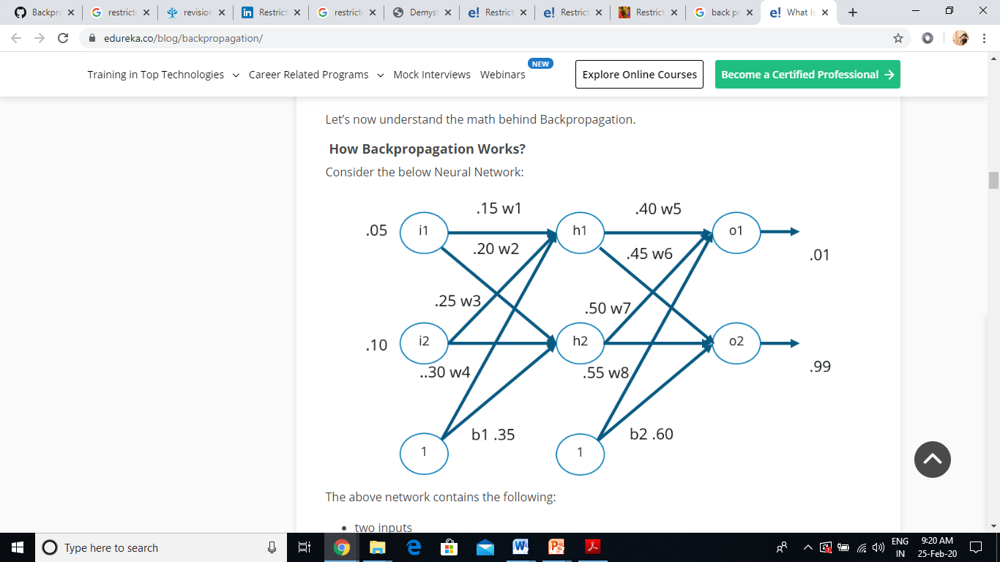 Backpro
restricte
revision
Restrict
restricte
Demyst
e! Restrict
e! Restrict
Restrict
back pr
e! What Is
edureka.co/blog/backpropagation/
Training in Top Technologies Career Related Programs Mock Interviews Webinars NEW Explore Online Courses Become a Certified Professional →
Let's now understand the math behind Backpropagation.
How Backpropagation Works?
Consider the below Neural Network:
.15 w1 .40 w5
.05 i1 h1 o1
.20 w2 .45 w6 .01
.25 w3 .50 w7
.10 i2 h2 o2
..30 w4 .55 w8 .99
b1 .35 b2 .60
1 1
The above network contains the following:
• two inputs
Type here to search
ENG 9:20 AM
IN 25-Feb-20